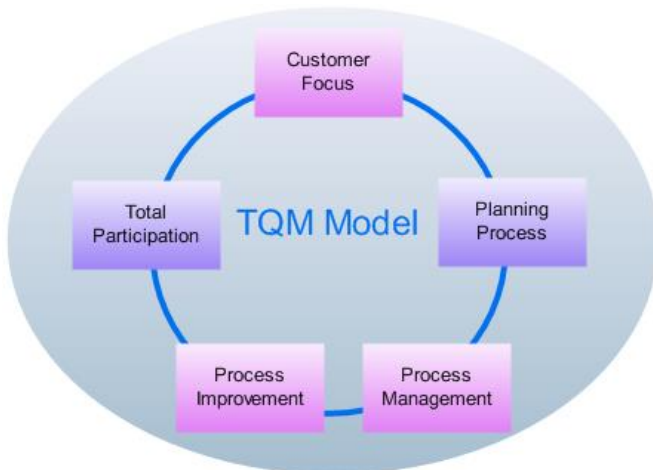 Customer
Focus
Total
Participation
TQM Model
Planning
Process
Process
Improvement
Process
Management